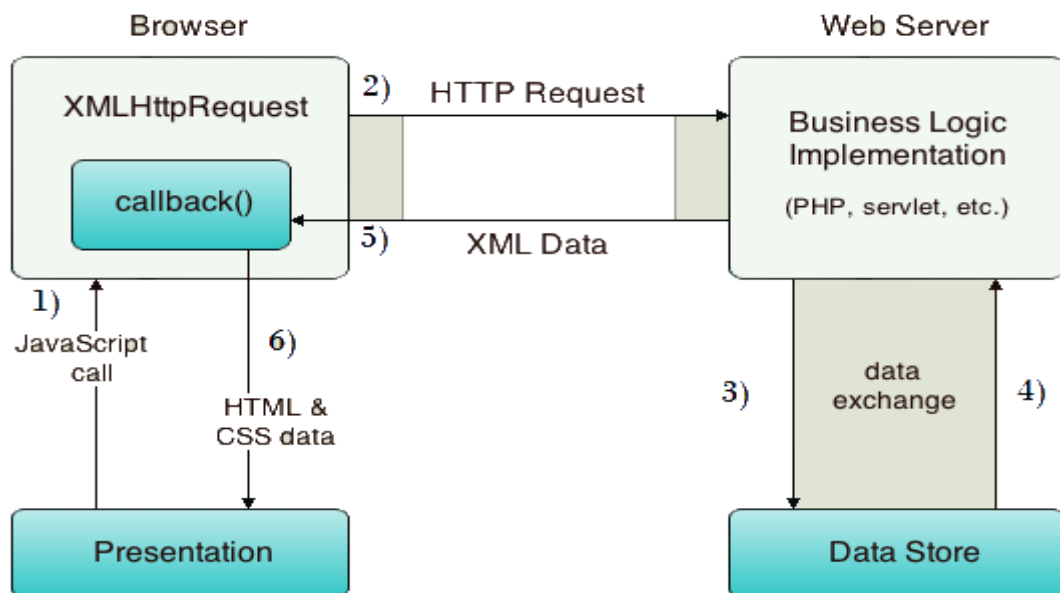 Browser
Web Server
XMLHttpRequest
callback()
2)
HTTP Request
Business Logic
Implementation
(PHP, servlet, etc.)
5)
XML Data
1)
JavaScript
call
6)
HTML &
CSS data
3)
data
exchange
4)
Presentation
Data Store